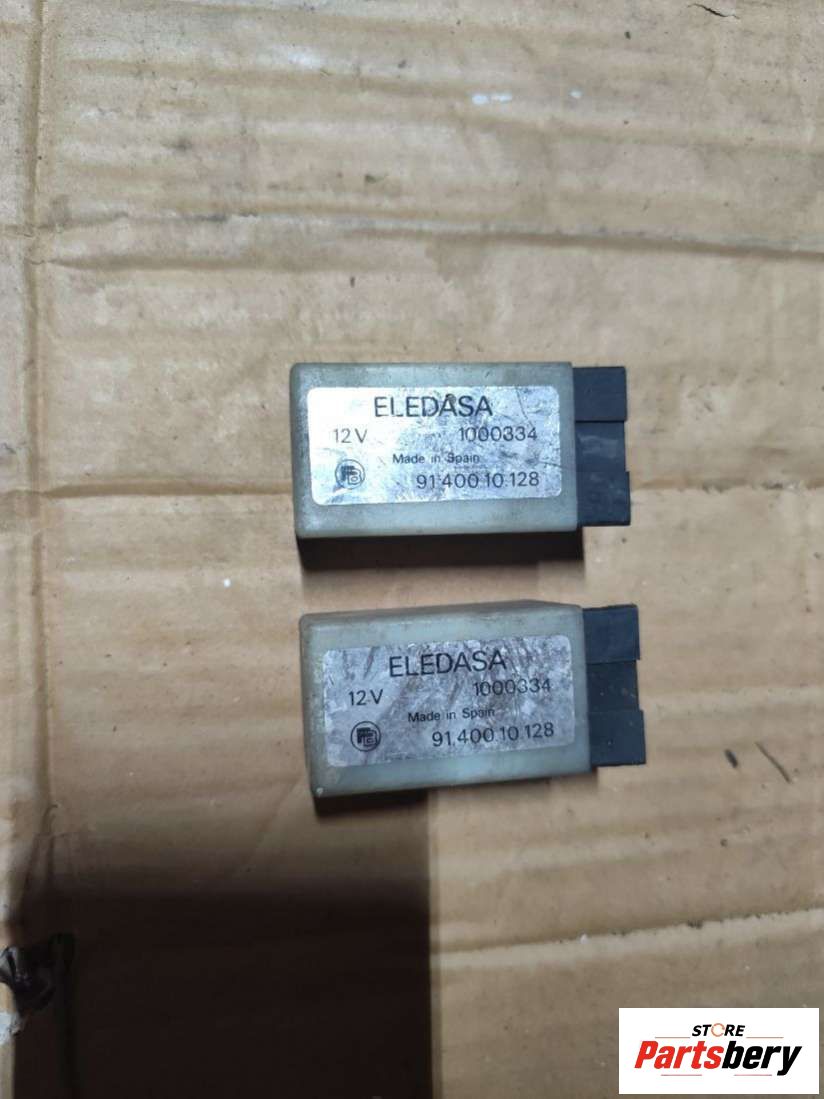 ELEDASA
12V 1000334
Made in Spain
91.400.10.128
ELEDASA
12V 1000334
Made in Spain
91.400.10.128
STORE
Partsbery